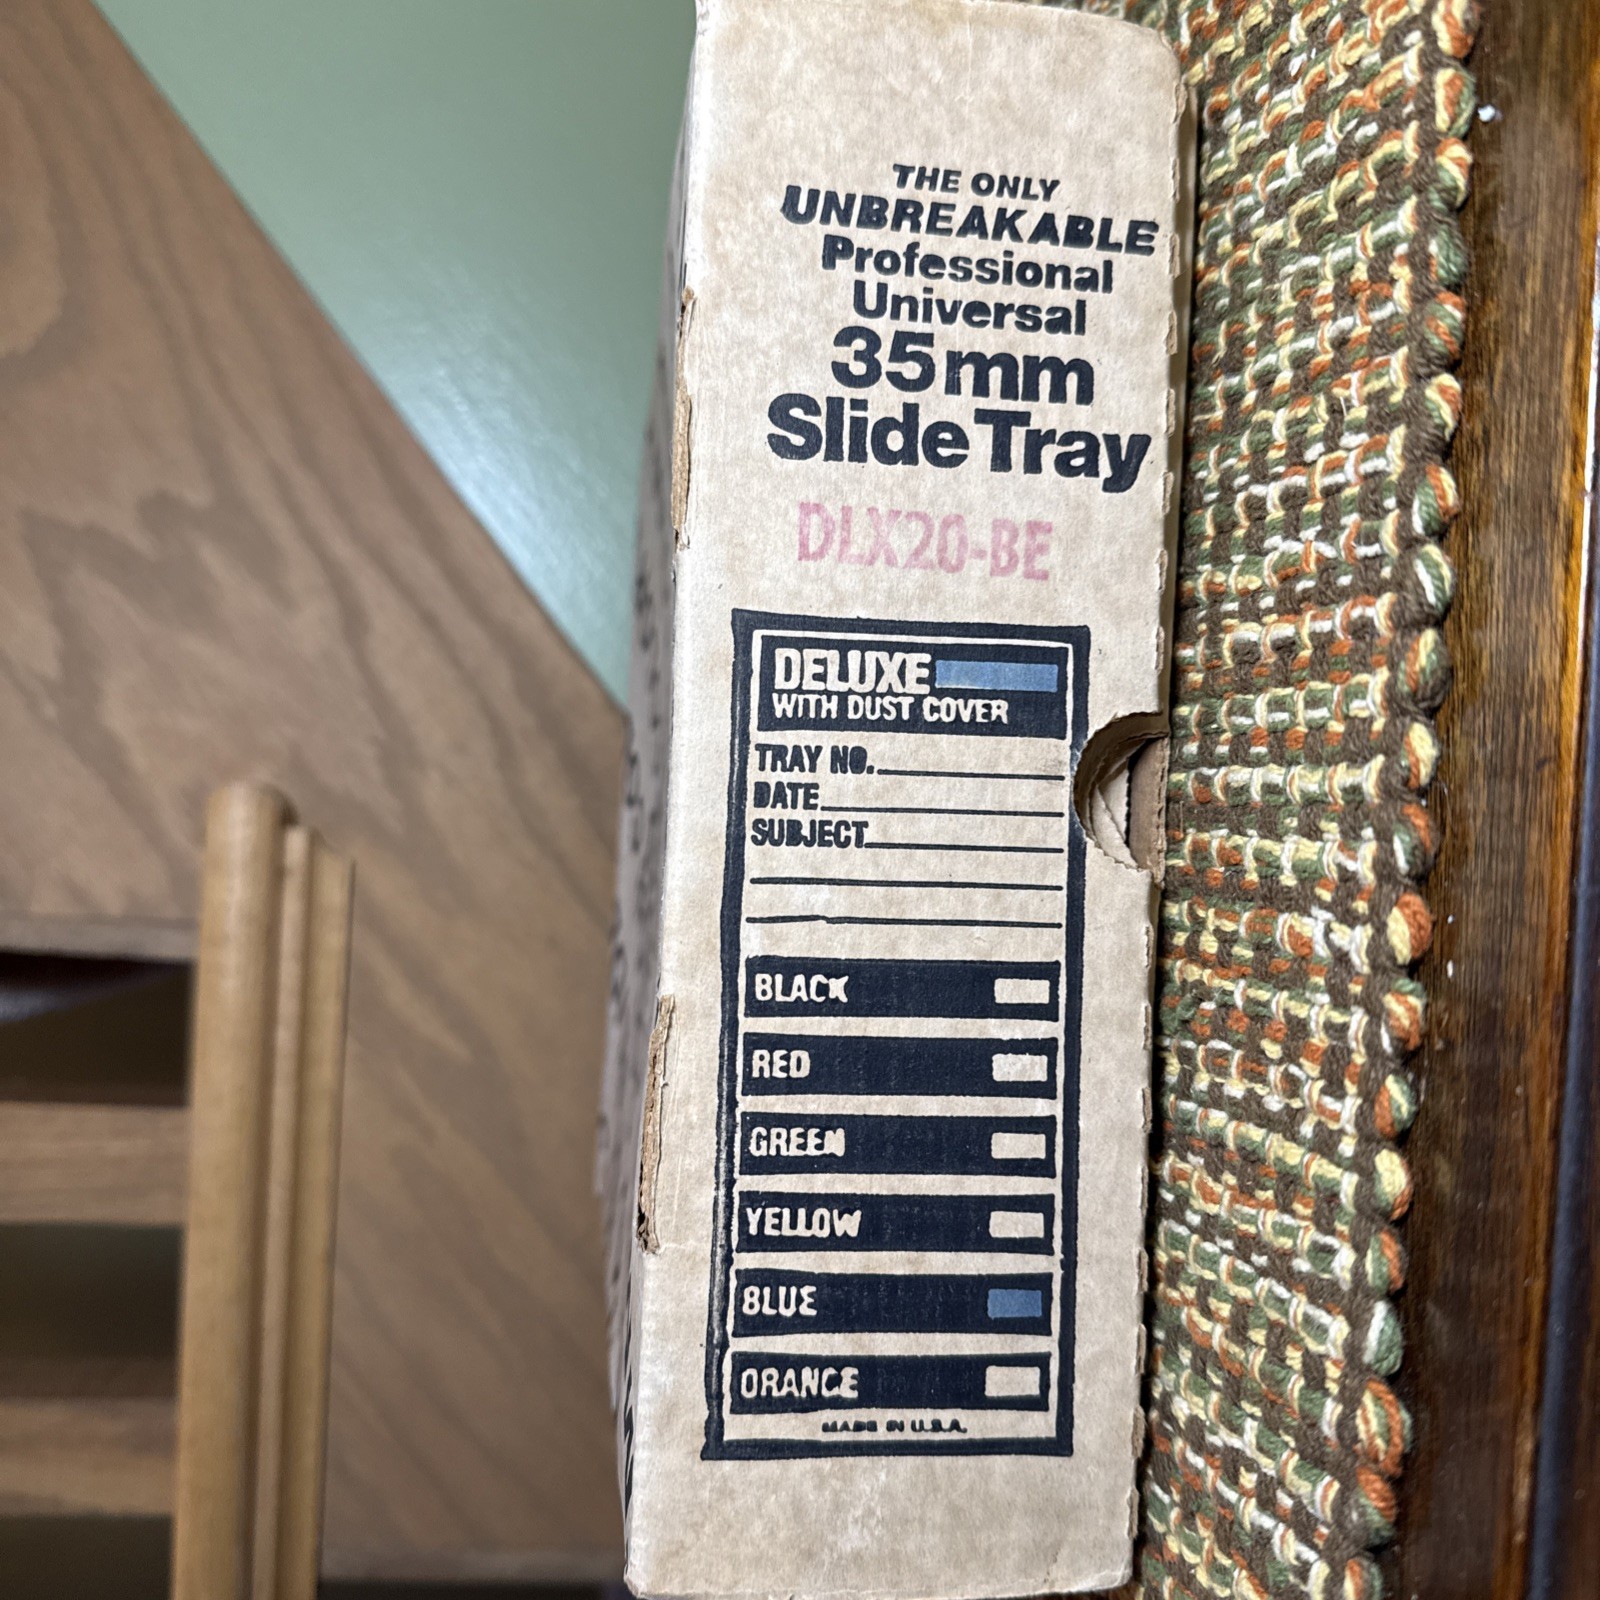 THE ONLY
UNBREAKABLE
Professional
Universal
35mm
Slide Tray
DLX20-BE
DELUXE
WITH DUST COVER
TRAY NO.
DATE
SUBJECT
BLACK
RED
GREEN
YELLOW
BLUE
ORANGE
MADE IN U.S.A.